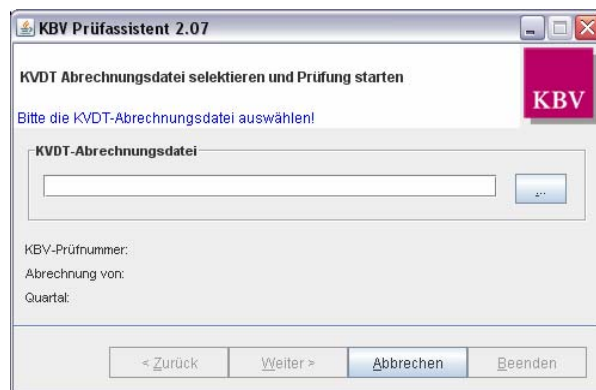 KBV Prüfassistent 2.07
KVDT Abrechnungsdatei selektieren und Prüfung starten
KBV
Bitte die KVDT-Abrechnungsdatei auswählen!
KVDT-Abrechnungsdatei
...
KBV-Prüfnummer:
Abrechnung von:
Quartal:
< Zurück Weiter > Abbrechen Beenden